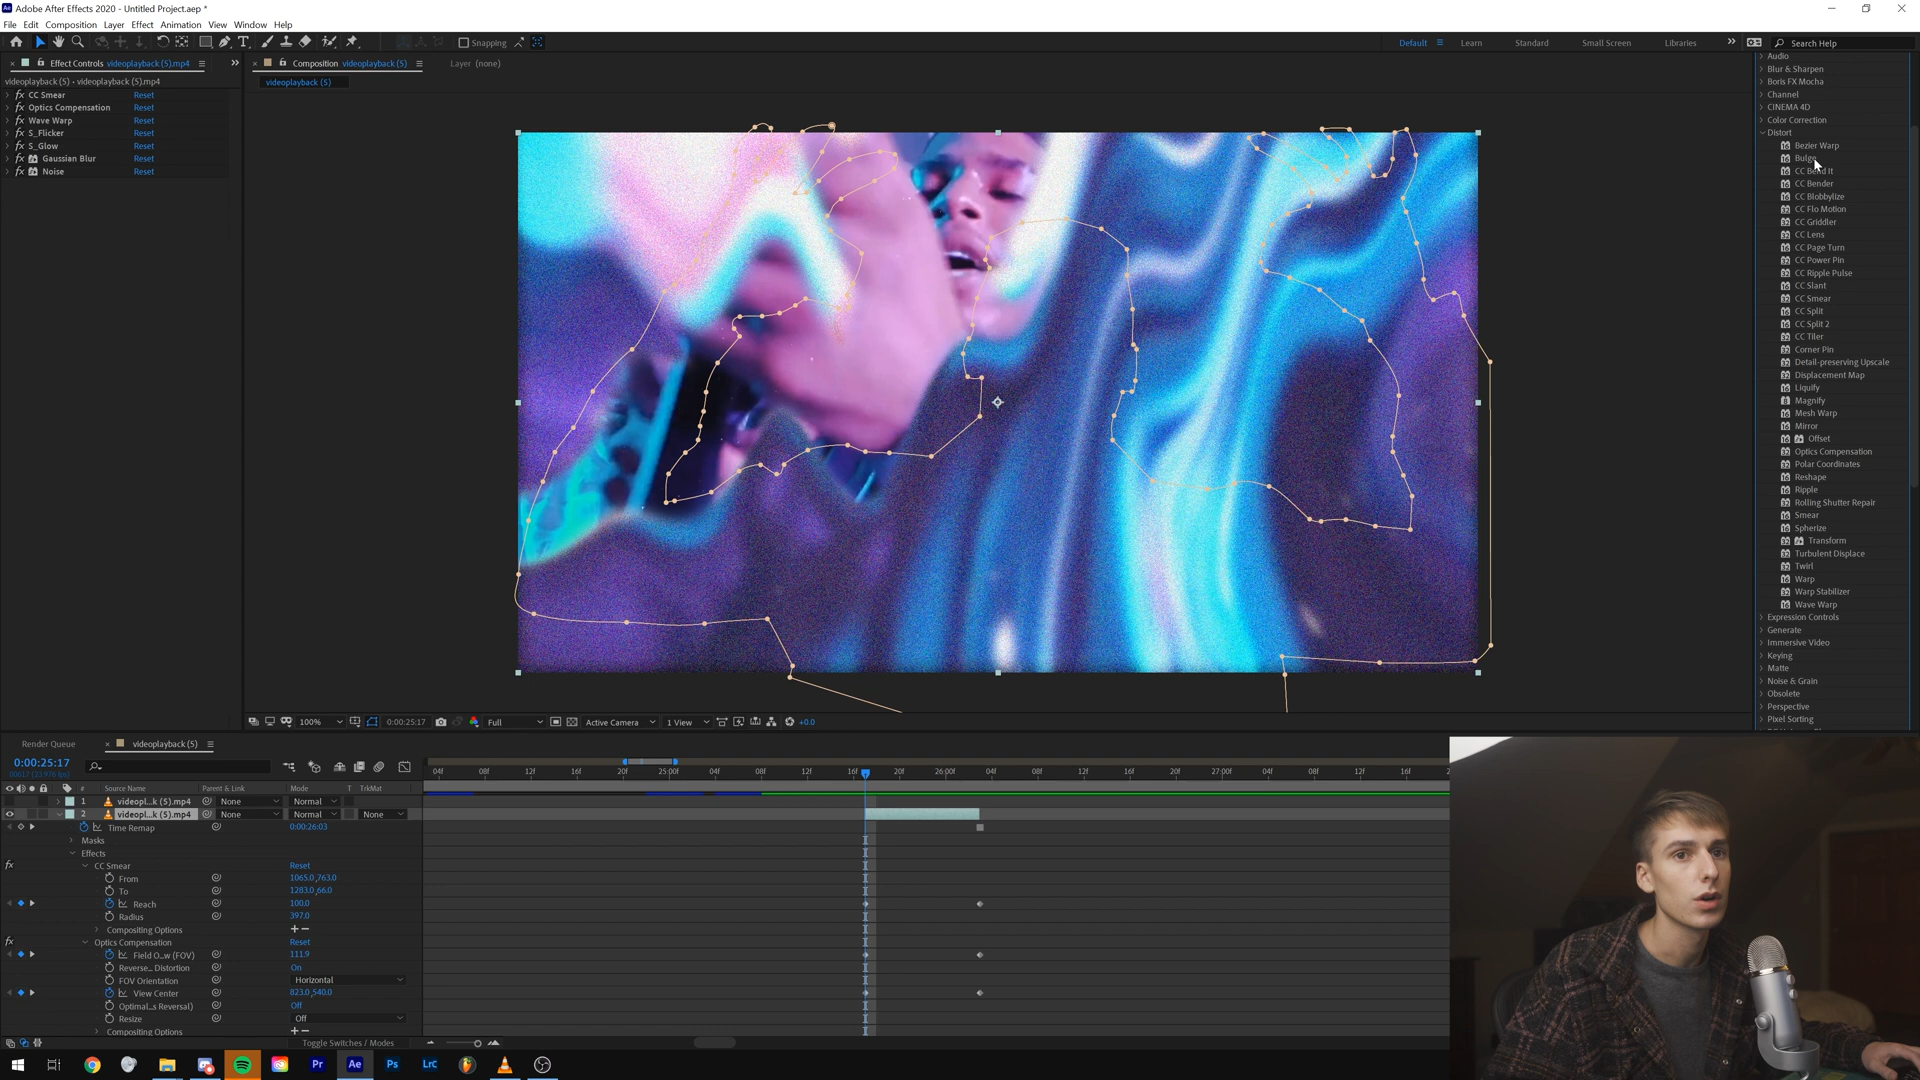 Adobe After Effects 2020 - Untitled Project.aep *
File Edit Composition Layer Effect Animation View Window Help
Snapping
Default Learn Standard Small Screen Libraries Search Help
Effect Controls videoplayback (5).mp4
Composition videoplayback (5)
Layer (none)
videoplayback (5) • videoplayback (5).mp4
videoplayback (5)
fx CC Smear Reset
fx Optics Compensation Reset
fx Wave Warp Reset
fx S_Flicker Reset
fx S_Glow Reset
fx Gaussian Blur Reset
fx Noise Reset
Audio
Blur & Sharpen
Boris FX Mocha
Channel
CINEMA 4D
Color Correction
Distort
Bezier Warp
Bulge
CC Bend It
CC Bender
CC Blobbylize
CC Flo Motion
CC Griddler
CC Lens
CC Page Turn
CC Power Pin
CC Ripple Pulse
CC Slant
CC Smear
CC Split
CC Split 2
CC Tiler
Corner Pin
Detail-preserving Upscale
Displacement Map
Liquify
Magnify
Mesh Warp
Mirror
Offset
Optics Compensation
Polar Coordinates
Reshape
Ripple
Rolling Shutter Repair
Smear
Spherize
Transform
Turbulent Displace
Twirl
Warp
Warp Stabilizer
Wave Warp
Expression Controls
Generate
Immersive Video
Keying
Matte
Noise & Grain
Obsolete
Perspective
Pixel Sorting
100% 0:00:25:17 Full Active Camera 1 View +0.0
Render Queue videoplayback (5)
0:00:25:17
00617 (23.976 fps)
04f 08f 12f 16f 20f 25:00f 04f 08f 12f 16f 20f 26:00f 04f 08f 12f 16f 20f 27:00f 04f 08f 12f 16f
# Source Name Parent & Link Mode T TrkMat
1 videopl...k (5).mp4 None Normal
2 videopl...k (5).mp4 None Normal None
Time Remap 0:00:26:03
Masks
Effects
fx CC Smear Reset
From 1065.0,763.0
To 1283.0,66.0
Reach 100.0
Radius 397.0
Compositing Options + −
fx Optics Compensation Reset
Field O...w (FOV) 111.9
Reverse... Distortion On
FOV Orientation Horizontal
View Center 823.0,540.0
Optimal...s Reversal) Off
Resize Off
Compositing Options + −
Toggle Switches / Modes
Pr Ae Ps LrC